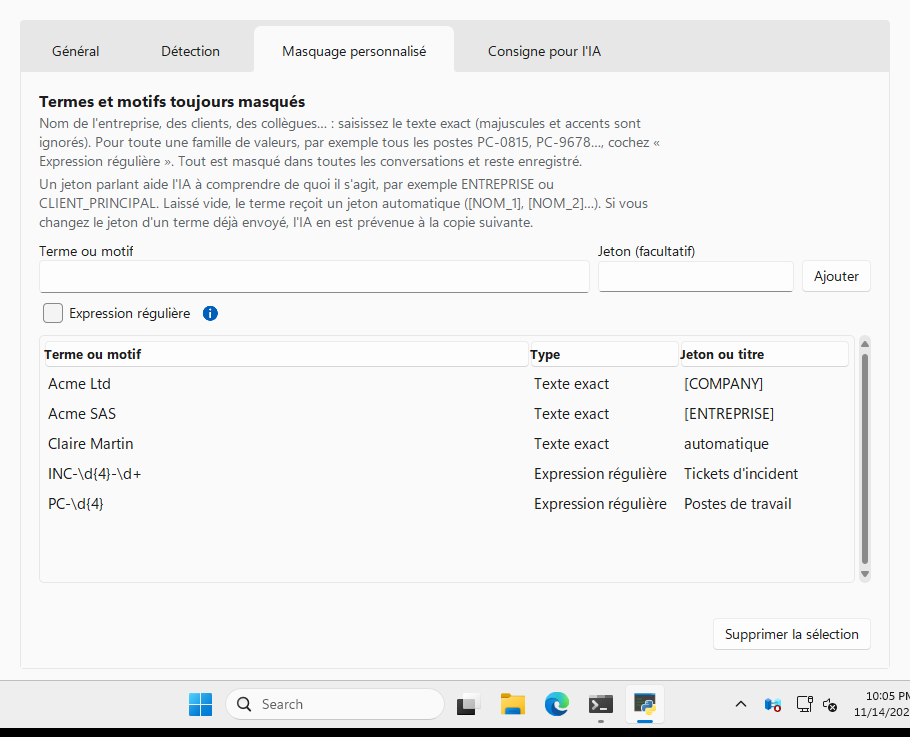 Général
Détection
Masquage personnalisé
Consigne pour l'IA
Termes et motifs toujours masqués
Nom de l'entreprise, des clients, des collègues... : saisissez le texte exact (majuscules et accents sont
ignorés). Pour toute une famille de valeurs, par exemple tous les postes PC-0815, PC-9678..., cochez «
Expression régulière ». Tout est masqué dans toutes les conversations et reste enregistré.
Un jeton parlant aide l'IA à comprendre de quoi il s'agit, par exemple ENTREPRISE ou
CLIENT_PRINCIPAL. Laissé vide, le terme reçoit un jeton automatique ([NOM_1], [NOM_2]...). Si vous
changez le jeton d'un terme déjà envoyé, l'IA en est prévenue à la copie suivante.
Terme ou motif
Jeton (facultatif)
Ajouter
Expression régulière
Terme ou motif Type Jeton ou titre
Acme Ltd Texte exact [COMPANY]
Acme SAS Texte exact [ENTREPRISE]
Claire Martin Texte exact automatique
INC-\d{4}-\d+ Expression régulière Tickets d'incident
PC-\d{4} Expression régulière Postes de travail
Supprimer la sélection
Search
10:05
11/14/202